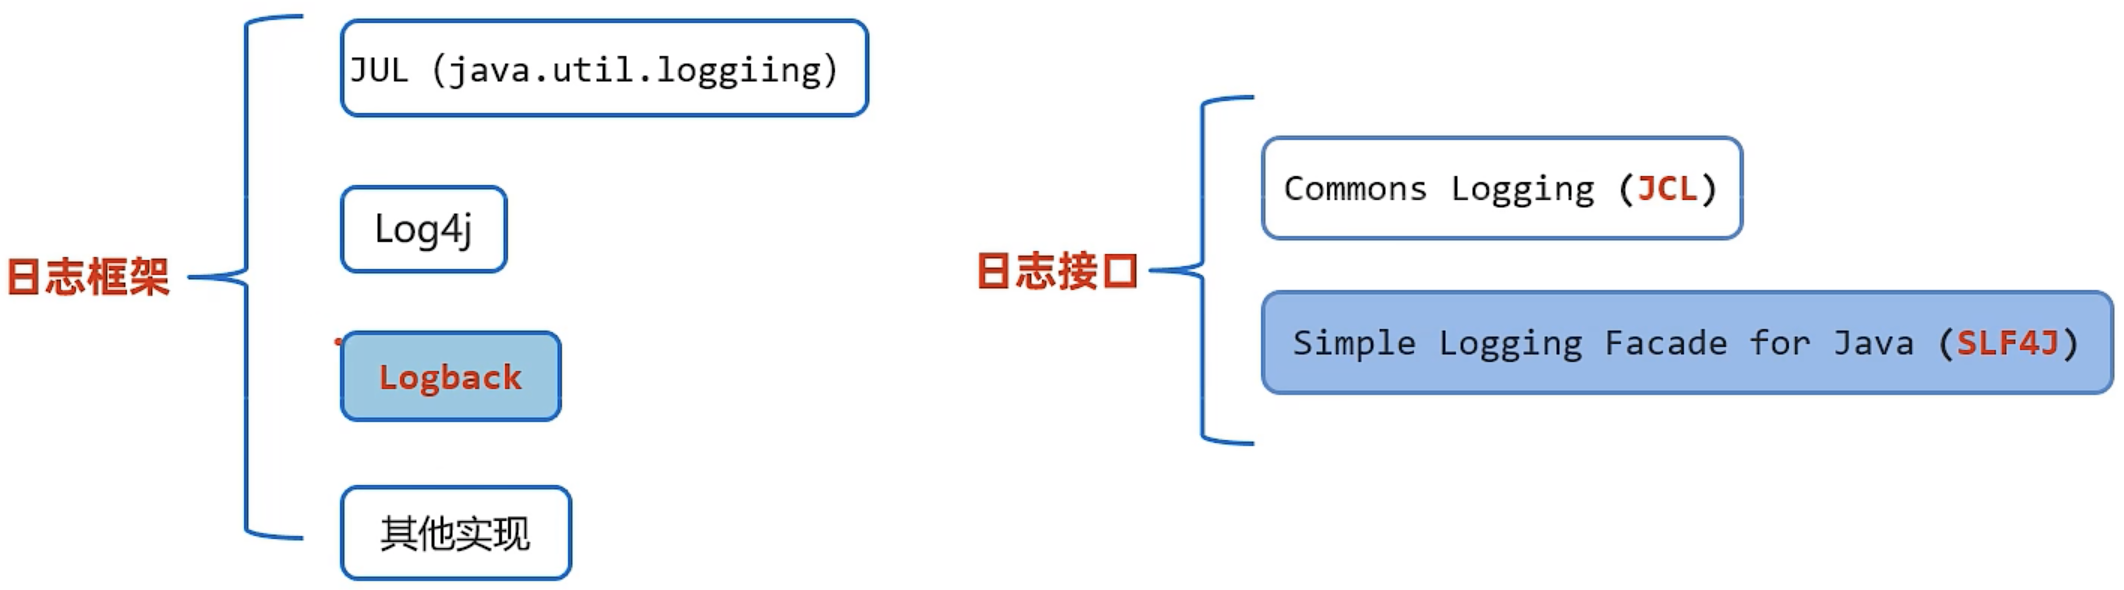 日志框架
JUL (java.util.loggiing)
Log4j
Logback
其他实现
日志接口
Commons Logging (JCL)
Simple Logging Facade for Java (SLF4J)